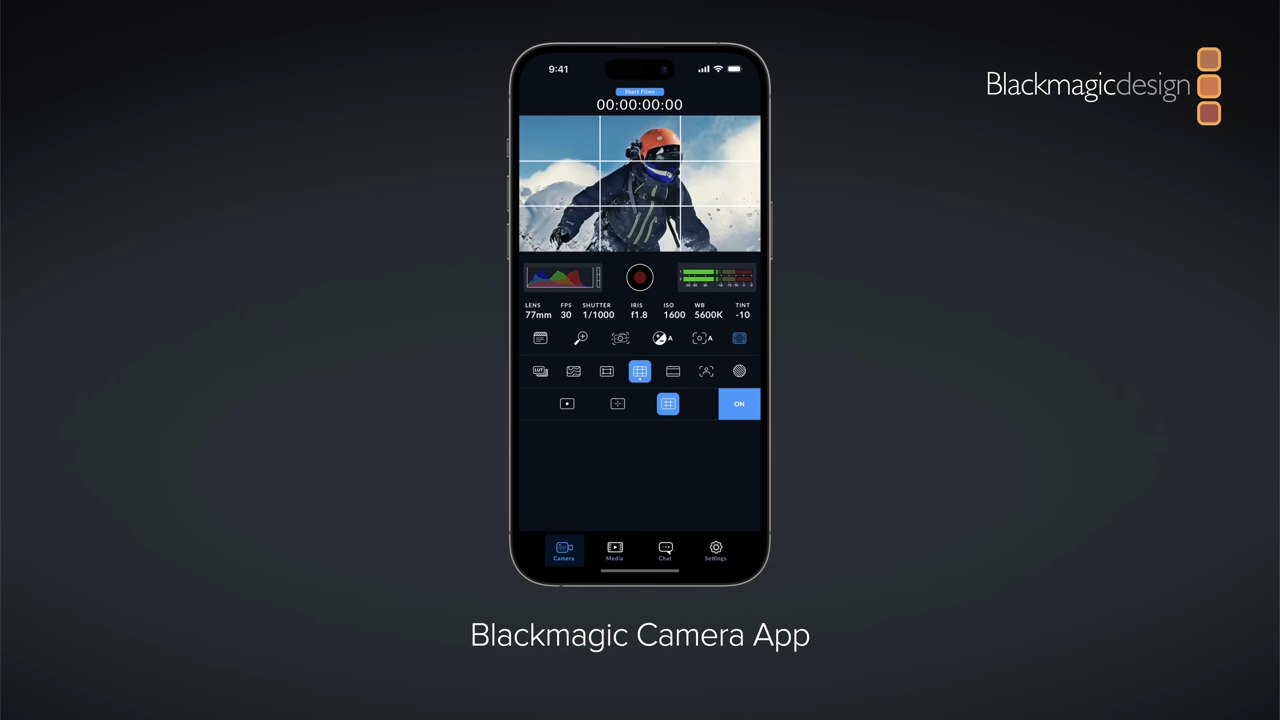 9:41
Short Films
00:00:00:00
Blackmagicdesign
LENS FPS SHUTTER IRIS ISO WB TINT
77mm 30 1/1000 f1.8 1600 5600K -10
A A
LUT
ON
Camera Media Chat Settings
Blackmagic Camera App